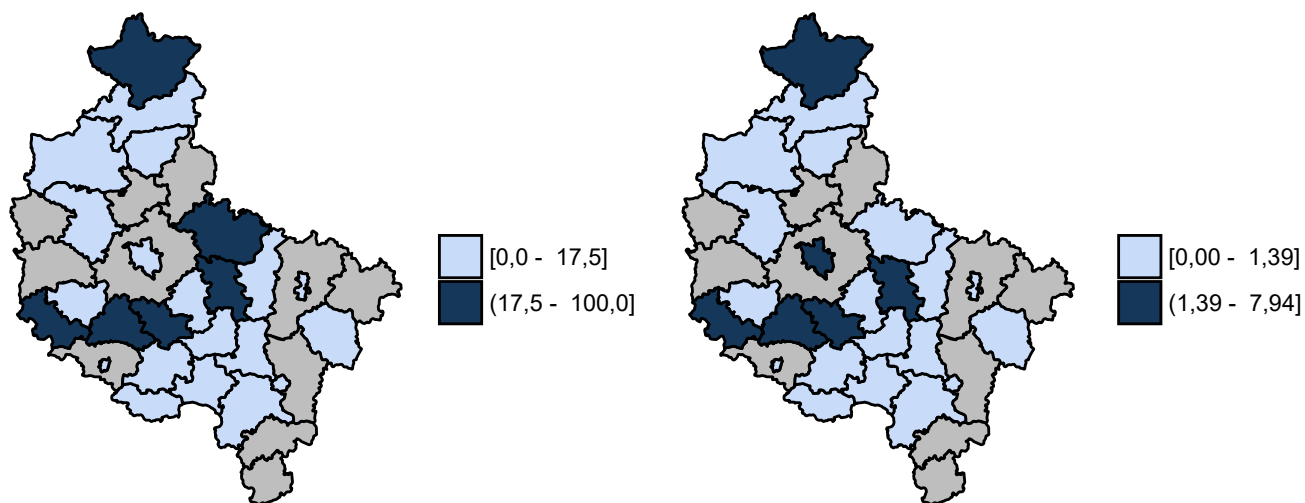 [0,0 - 17,5]
(17,5 - 100,0]
[0,00 - 1,39]
(1,39 - 7,94]